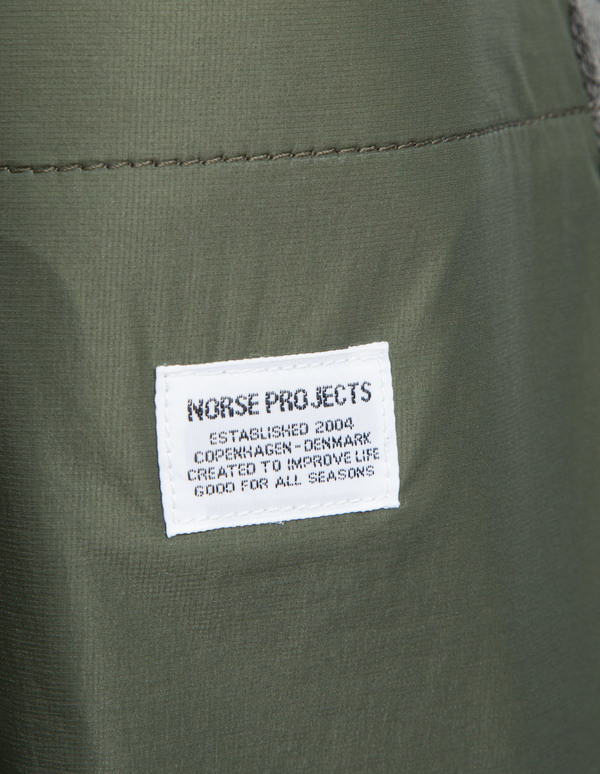 NORSE PROJECTS
ESTABLISHED 2004
COPENHAGEN-DENMARK
CREATED TO IMPROVE LIFE
GOOD FOR ALL SEASONS